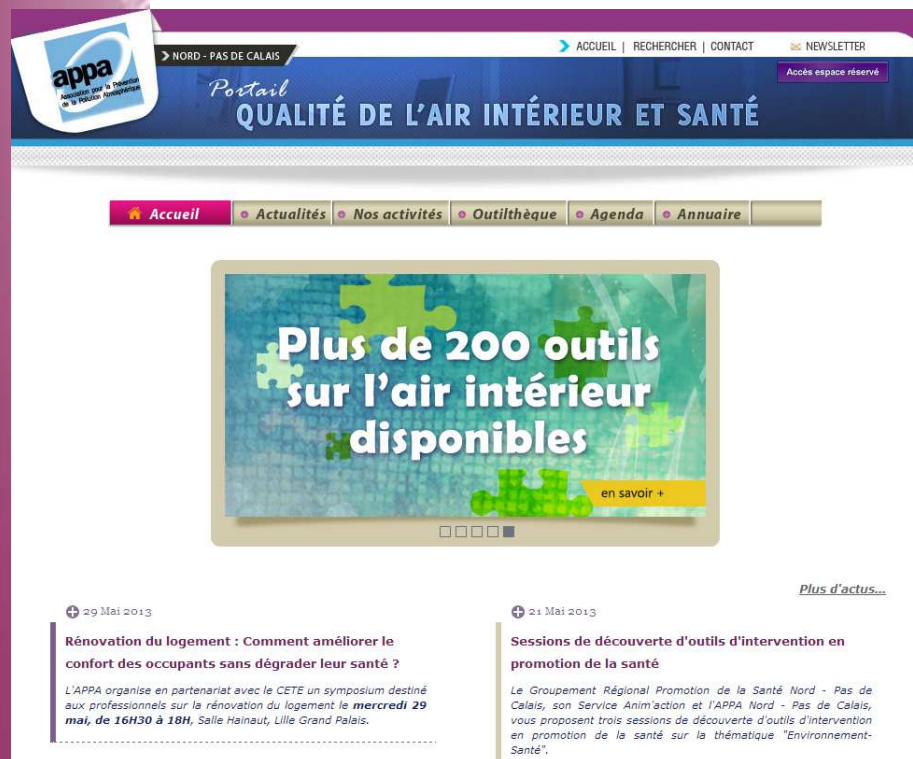 appa
Association pour la Prévention
de la Pollution Atmosphérique
NORD - PAS DE CALAIS
ACCUEIL | RECHERCHER | CONTACT
NEWSLETTER
Accès espace réservé
Portail
QUALITÉ DE L'AIR INTÉRIEUR ET SANTÉ
Accueil
Actualités
Nos activités
Outilthèque
Agenda
Annuaire
Plus de 200 outils
sur l'air intérieur
disponibles
en savoir +
Plus d'actus...
29 Mai 2013
Rénovation du logement : Comment améliorer le
confort des occupants sans dégrader leur santé ?
L'APPA organise en partenariat avec le CETE un symposium destiné
aux professionnels sur la rénovation du logement le mercredi 29
mai, de 16H30 à 18H, Salle Hainaut, Lille Grand Palais.
21 Mai 2013
Sessions de découverte d'outils d'intervention en
promotion de la santé
Le Groupement Régional Promotion de la Santé Nord - Pas de
Calais, son Service Anim'action et l'APPA Nord - Pas de Calais,
vous proposent trois sessions de découverte d'outils d'intervention
en promotion de la santé sur la thématique "Environnement-
Santé".